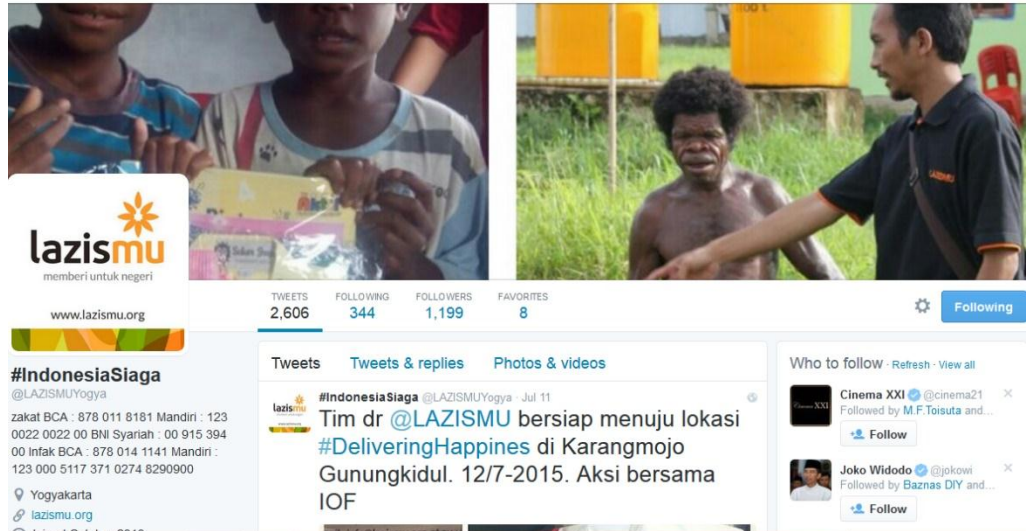 lazismu
memberi untuk negeri
www.lazismu.org
LAZISMU
TWEETS
2,606
FOLLOWING
344
FOLLOWERS
1,199
FAVORITES
8
Following
#IndonesiaSiaga
@LAZISMUYogya
zakat BCA : 878 011 8181 Mandiri : 123
0022 0022 00 BNI Syariah : 00 915 394
00 Infak BCA : 878 014 1141 Mandiri :
123 000 5117 371 0274 8290900
Yogyakarta
lazismu.org
Tweets
Tweets & replies
Photos & videos
#IndonesiaSiaga @LAZISMUYogya · Jul 11
Tim dr @LAZISMU bersiap menuju lokasi
#DeliveringHappines di Karangmojo
Gunungkidul. 12/7-2015. Aksi bersama
IOF
Who to follow · Refresh · View all
Cinema XXI @cinema21
Followed by M.F.Toisuta and...
Follow
Joko Widodo @jokowi
Followed by Baznas DIY and...
Follow